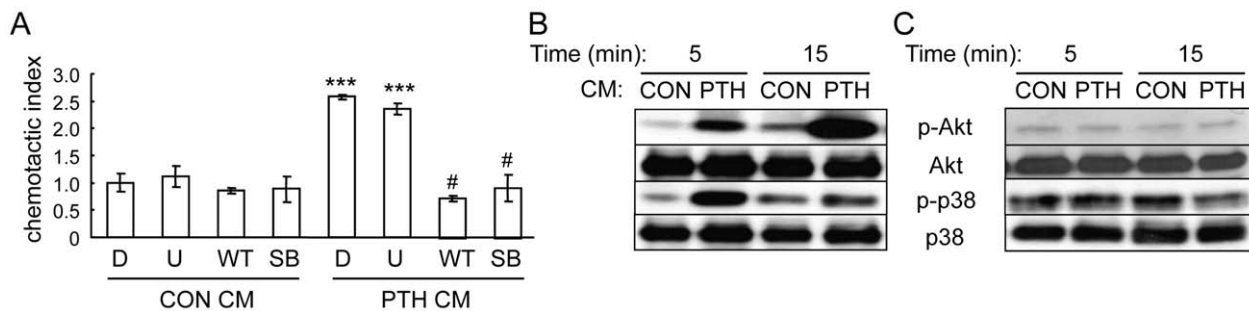 A
chemotactic index
3.0
2.5
2.0
1.5
1.0
0.5
0
*** ***
# #
D U WT SB D U WT SB
CON CM PTH CM
B
Time (min): 5 15
CM: CON PTH CON PTH
p-Akt
Akt
p-p38
p38
C
Time (min): 5 15
CON PTH CON PTH